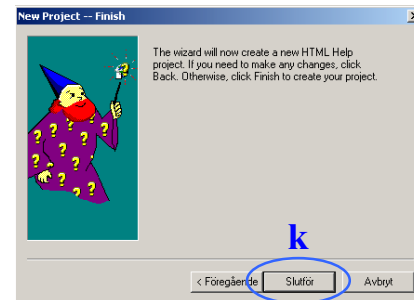 New Project -- Finish
The wizard will now create a new HTML Help
project. If you need to make any changes, click
Back. Otherwise, click Finish to create your project.
k
< Föregående Slutför Avbryt